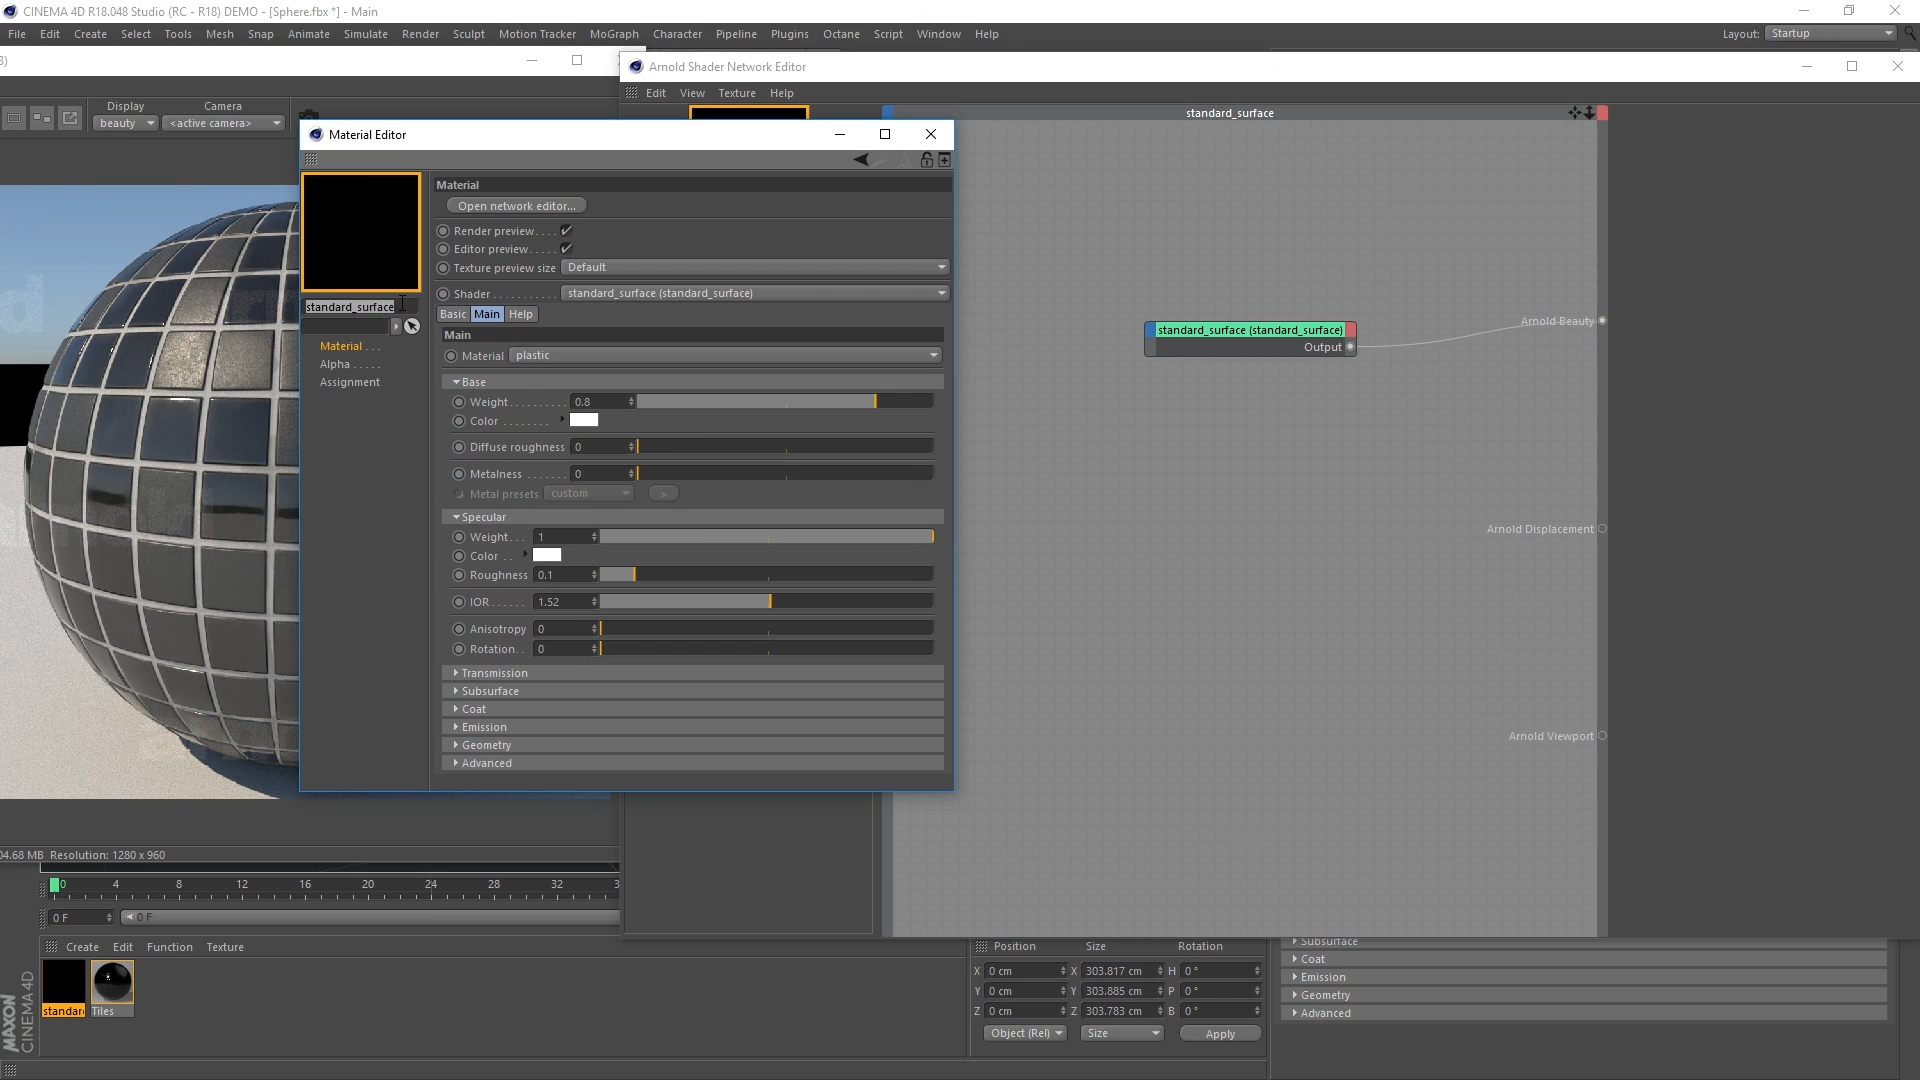 CINEMA 4D R18.048 Studio (RC - R18) DEMO - [Sphere.fbx *] - Main
File Edit Create Select Tools Mesh Snap Animate Simulate Render Sculpt Motion Tracker MoGraph Character Pipeline Plugins Octane Script Window Help Layout: Startup
Arnold Shader Network Editor
Edit View Texture Help
Display Camera
beauty <active camera>
standard_surface
Material Editor
Material
Open network editor...
Render preview....
Editor preview.....
Texture preview size Default
standard_surface
Shader........... standard_surface (standard_surface)
Basic Main Help
Material ...
Alpha .....
Assignment
Main
Material plastic
Base
Weight......... 0.8
Color ........
Diffuse roughness 0
Metalness ....... 0
Metal presets custom >
Specular
Weight... 1
Color ..
Roughness 0.1
IOR...... 1.52
Anisotropy 0
Rotation.. 0
Transmission
Subsurface
Coat
Emission
Geometry
Advanced
standard_surface (standard_surface)
Output
Arnold Beauty
Arnold Displacement
Arnold Viewport
04.68 MB Resolution: 1280 x 960
0 4 8 12 16 20 24 28 32 3
0 F 0 F
Create Edit Function Texture
standard
Tiles
MAXON
CINEMA 4D
Position Size Rotation
X 0 cm X 303.817 cm H 0 °
Y 0 cm Y 303.885 cm P 0 °
Z 0 cm Z 303.783 cm B 0 °
Object (Rel) Size Apply
Subsurface
Coat
Emission
Geometry
Advanced